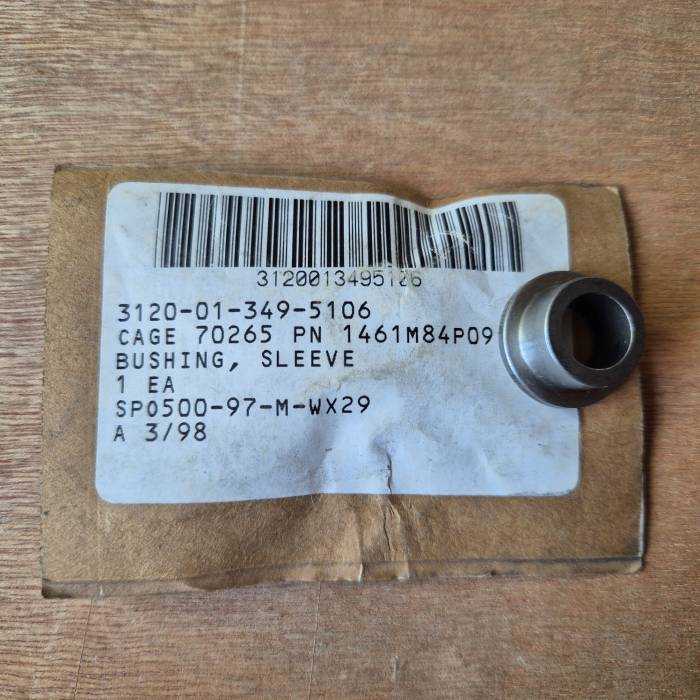 3120013495106
3120-01-349-5106
CAGE 70265 PN 1461M84P09
BUSHING, SLEEVE
1 EA
SP0500-97-M-WX29
A 3/98